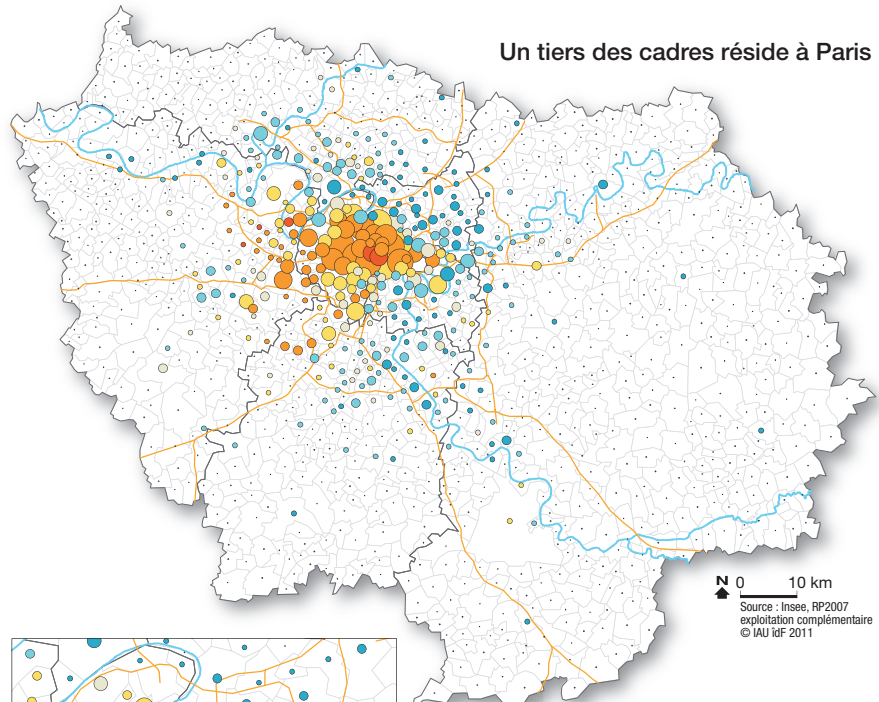 Un tiers des cadres réside à Paris
N 0 10 km
Source : Insee, RP2007
exploitation complémentaire
© IAU îdF 2011